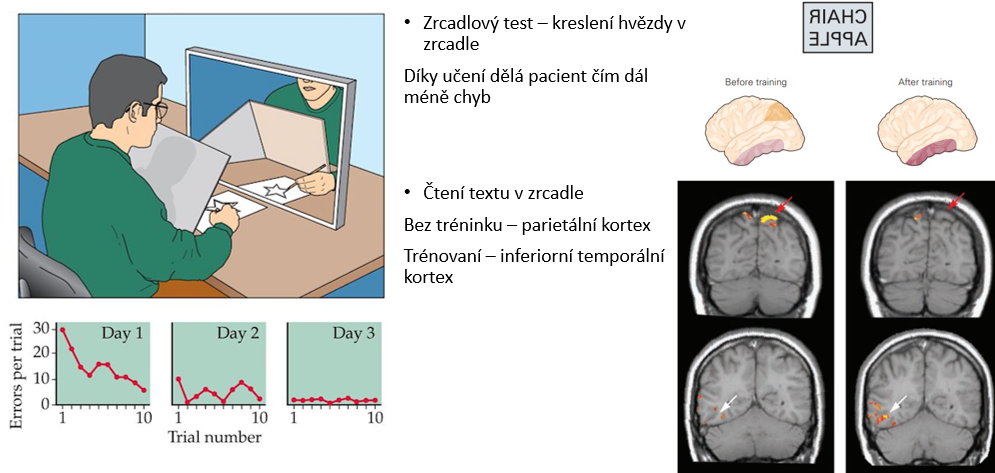 • Zrcadlový test – kreslení hvězdy v
zrcadle
Díky učení dělá pacient čím dál
méně chyb
• Čtení textu v zrcadle
Bez tréninku – parietální kortex
Trénovaní – inferiorní temporální
kortex
Errors per trial
30
20
10
0
Day 1
Day 2
Day 3
1
10
1
10
1
10
Trial number
CHAIR
APPLE
Before training
After training